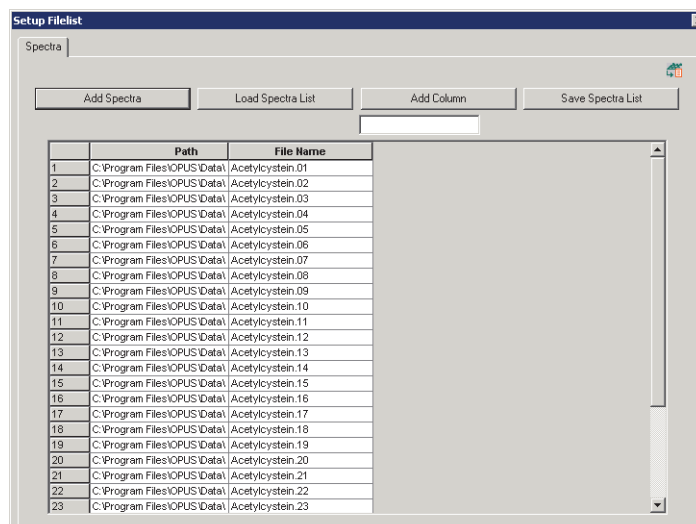 Setup Filelist
Spectra
Add Spectra Load Spectra List Add Column Save Spectra List
Path File Name
1 C:\Program Files\OPUS\Data\ Acetylcystein.01
2 C:\Program Files\OPUS\Data\ Acetylcystein.02
3 C:\Program Files\OPUS\Data\ Acetylcystein.03
4 C:\Program Files\OPUS\Data\ Acetylcystein.04
5 C:\Program Files\OPUS\Data\ Acetylcystein.05
6 C:\Program Files\OPUS\Data\ Acetylcystein.06
7 C:\Program Files\OPUS\Data\ Acetylcystein.07
8 C:\Program Files\OPUS\Data\ Acetylcystein.08
9 C:\Program Files\OPUS\Data\ Acetylcystein.09
10 C:\Program Files\OPUS\Data\ Acetylcystein.10
11 C:\Program Files\OPUS\Data\ Acetylcystein.11
12 C:\Program Files\OPUS\Data\ Acetylcystein.12
13 C:\Program Files\OPUS\Data\ Acetylcystein.13
14 C:\Program Files\OPUS\Data\ Acetylcystein.14
15 C:\Program Files\OPUS\Data\ Acetylcystein.15
16 C:\Program Files\OPUS\Data\ Acetylcystein.16
17 C:\Program Files\OPUS\Data\ Acetylcystein.17
18 C:\Program Files\OPUS\Data\ Acetylcystein.18
19 C:\Program Files\OPUS\Data\ Acetylcystein.19
20 C:\Program Files\OPUS\Data\ Acetylcystein.20
21 C:\Program Files\OPUS\Data\ Acetylcystein.21
22 C:\Program Files\OPUS\Data\ Acetylcystein.22
23 C:\Program Files\OPUS\Data\ Acetylcystein.23